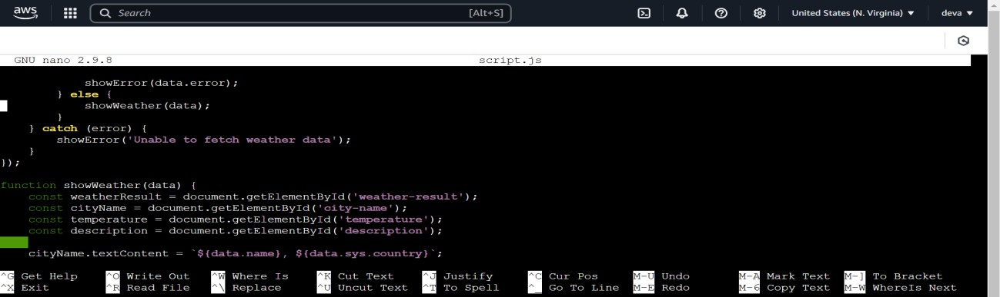 aws Search [Alt+S] United States (N. Virginia) deva
GNU nano 2.9.8 script.js
            showError(data.error);
        } else {
            showWeather(data);
        }
    } catch (error) {
        showError('Unable to fetch weather data');
    }
});
function showWeather(data) {
    const weatherResult = document.getElementById('weather-result');
    const cityName = document.getElementById('city-name');
    const temperature = document.getElementById('temperature');
    const description = document.getElementById('description');
    cityName.textContent = `${data.name}, ${data.sys.country}`;
^G Get Help ^O Write Out ^W Where Is ^K Cut Text ^J Justify ^C Cur Pos M-U Undo M-A Mark Text M-] To Bracket
^X Exit ^R Read File ^\ Replace ^U Uncut Text ^T To Spell ^_ Go To Line M-E Redo M-6 Copy Text M-W WhereIs Next